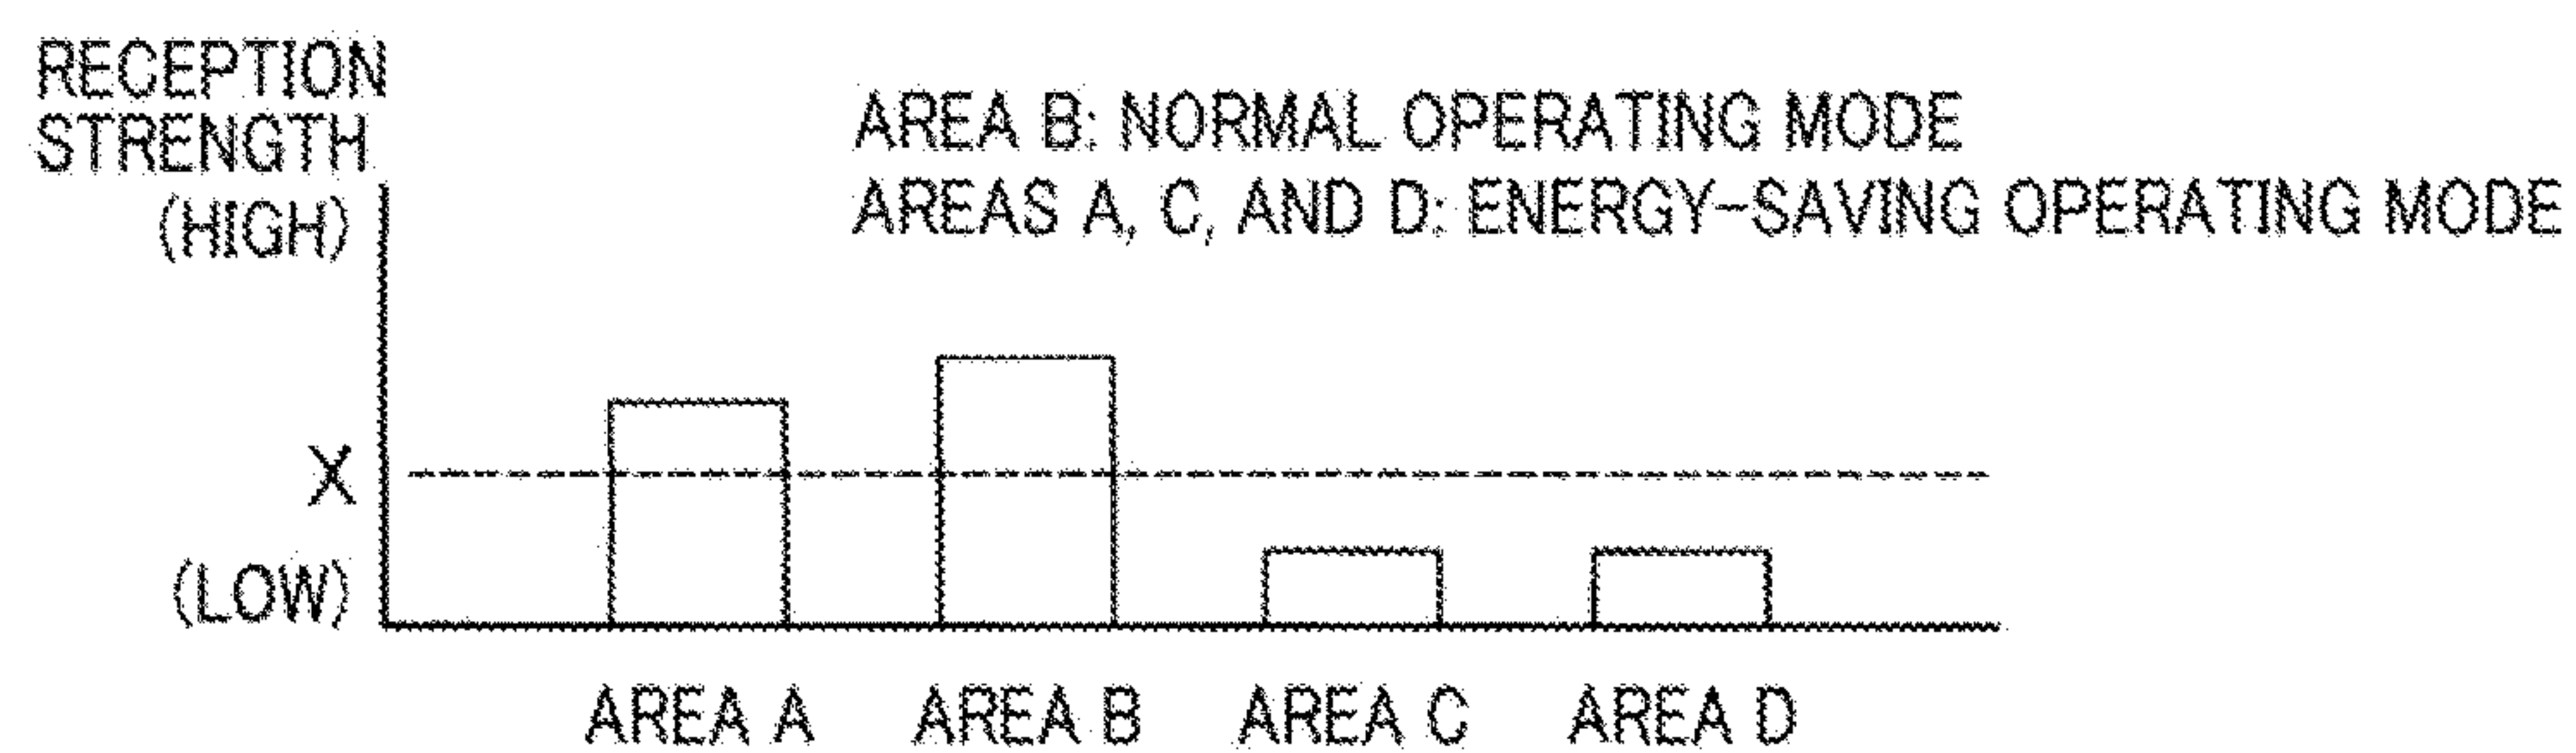 RECEPTION
STRENGTH
(HIGH)
AREA B: NORMAL OPERATING MODE
AREAS A, C, AND D: ENERGY-SAVING OPERATING MODE
X
(LOW)
AREA A AREA B AREA C AREA D